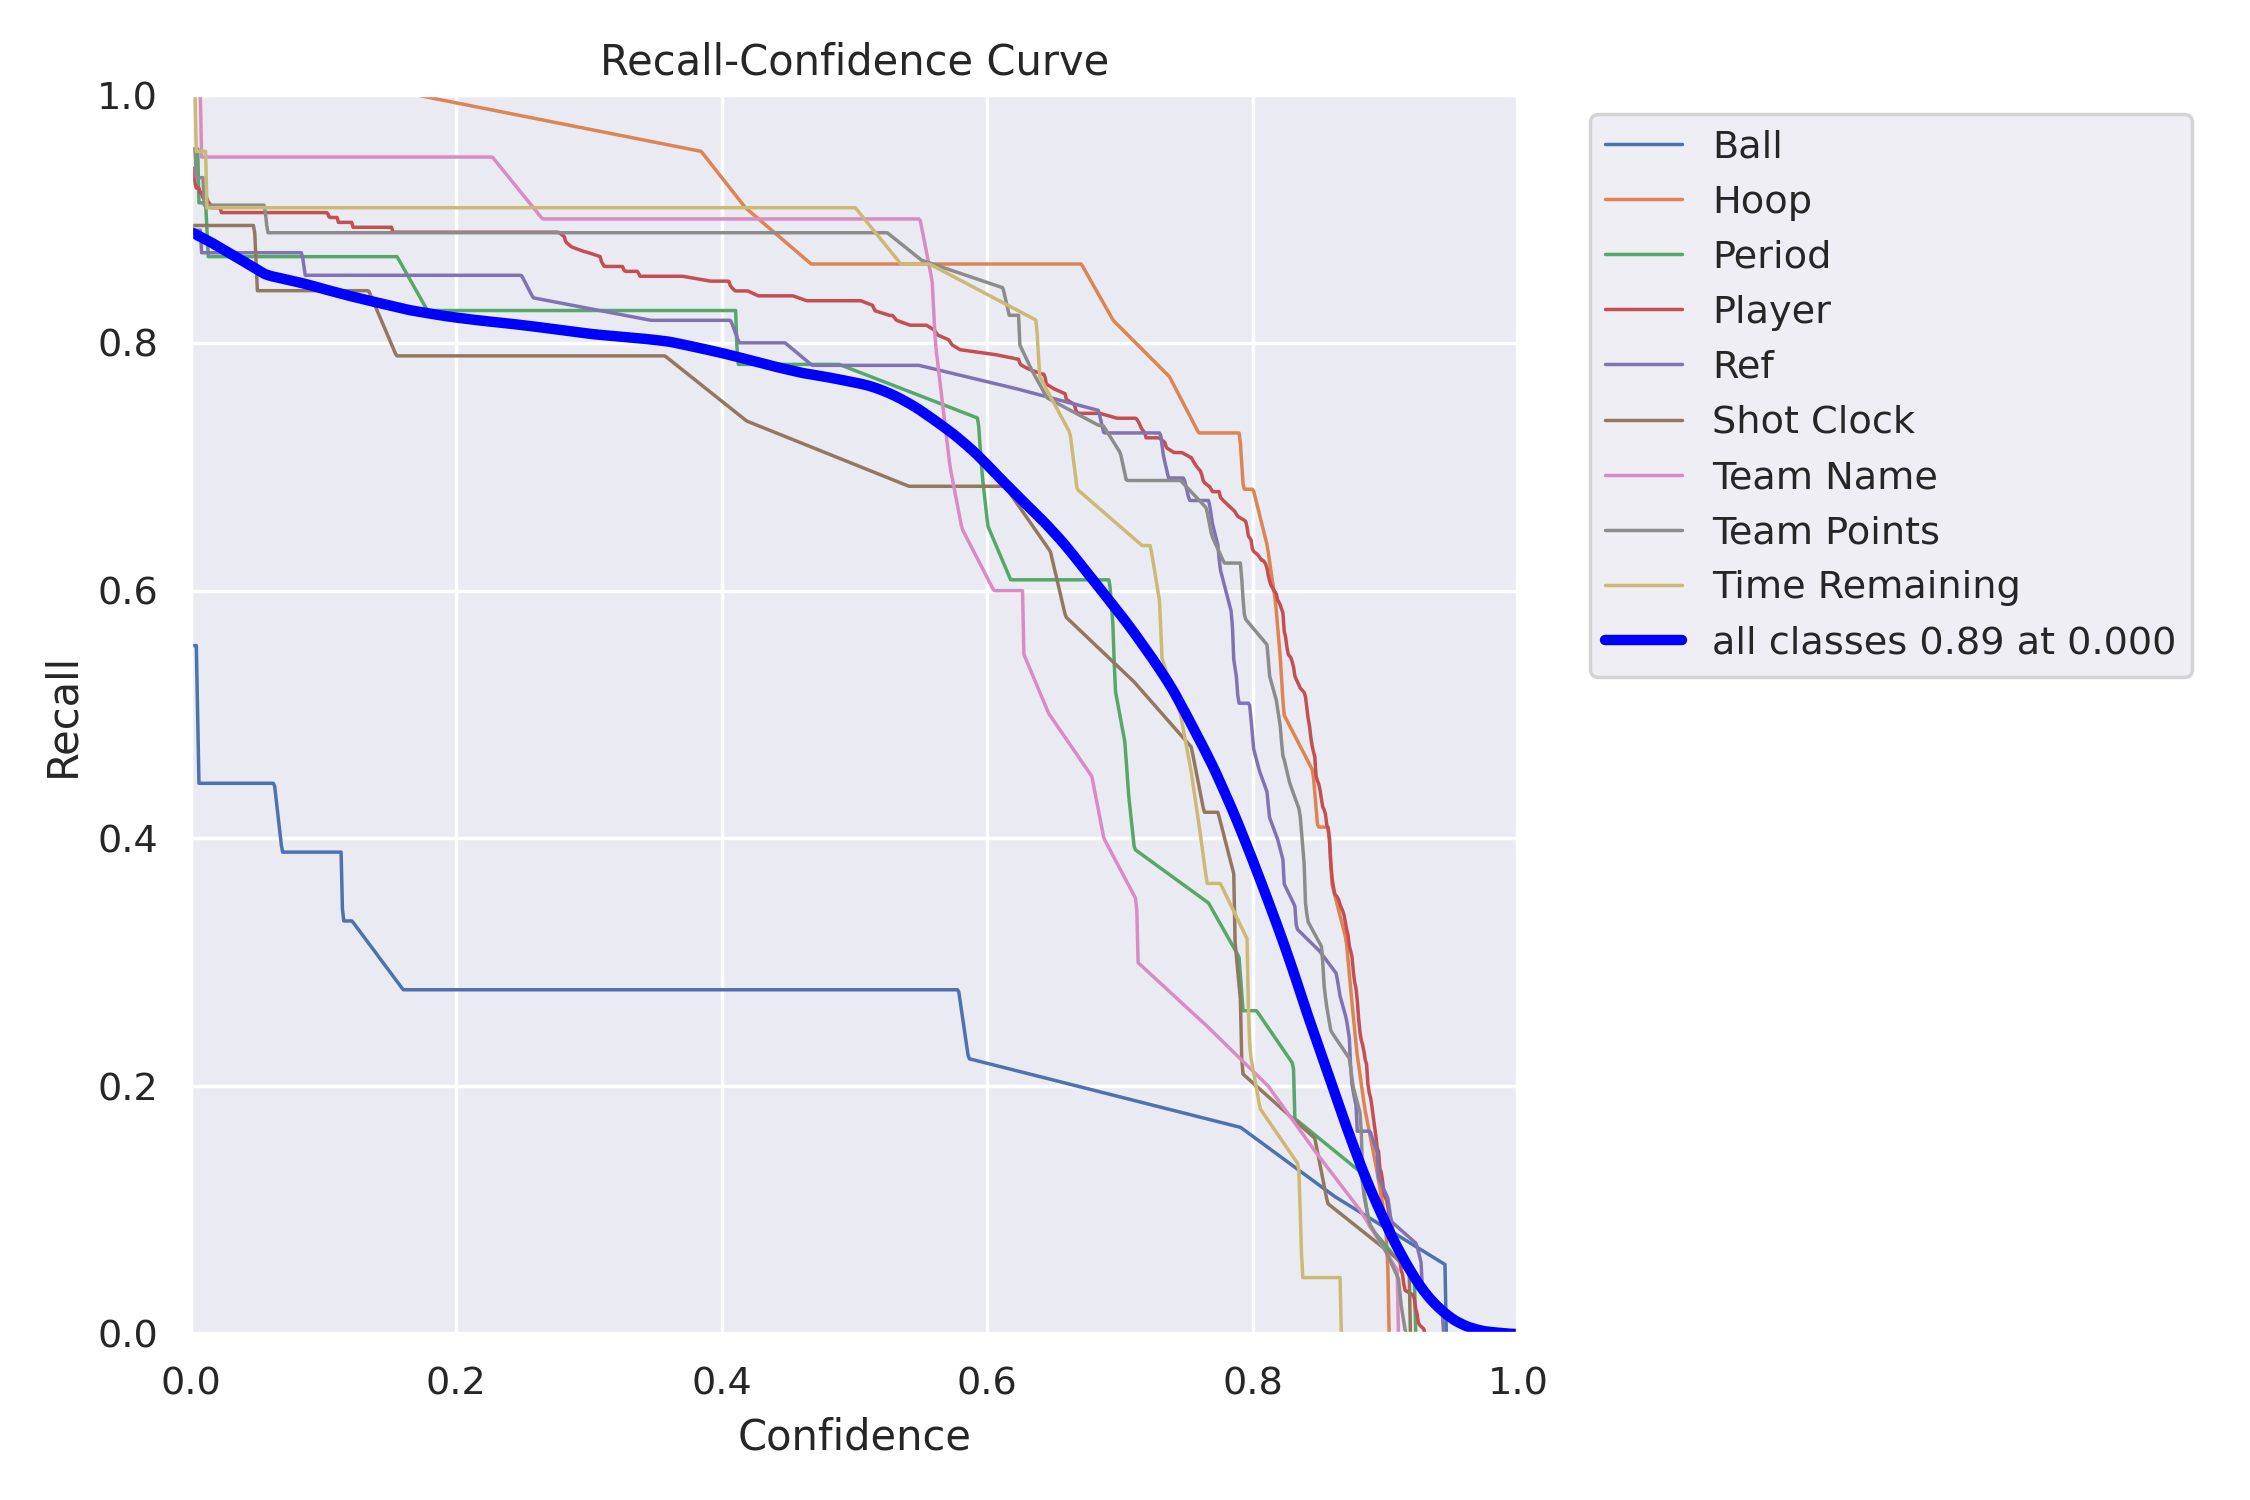 Recall-Confidence Curve
1.0
0.8
0.6
0.4
0.2
0.0
Recall
0.0 0.2 0.4 0.6 0.8 1.0
Confidence
Ball
Hoop
Period
Player
Ref
Shot Clock
Team Name
Team Points
Time Remaining
all classes 0.89 at 0.000